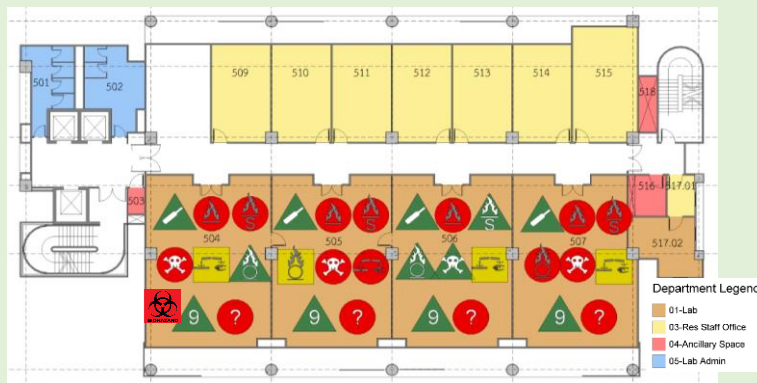 501
502
509
510
511
512
513
514
515
518
503
516
517.01
S
S
S
S
504
505
506
507
517.02
BIOHAZARD
9
?
9
?
9
?
9
?
Department Legend
01-Lab
03-Res Staff Office
04-Ancillary Space
05-Lab Admin